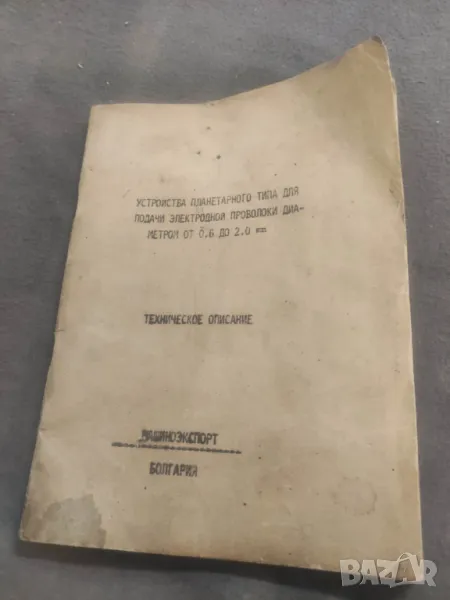 УСТРОЙСТВА ПЛАНЕТАРНОГО ТИПА ДЛЯ
ПОДАЧИ ЭЛЕКТРОДНОЙ ПРОВОЛОКИ ДИА-
МЕТРОМ ОТ 0.6 ДО 2.0 мм
ТЕХНИЧЕСКОЕ ОПИСАНИЕ
МАШИНОЭКСПОРТ
БОЛГАРИЯ
BAZAR